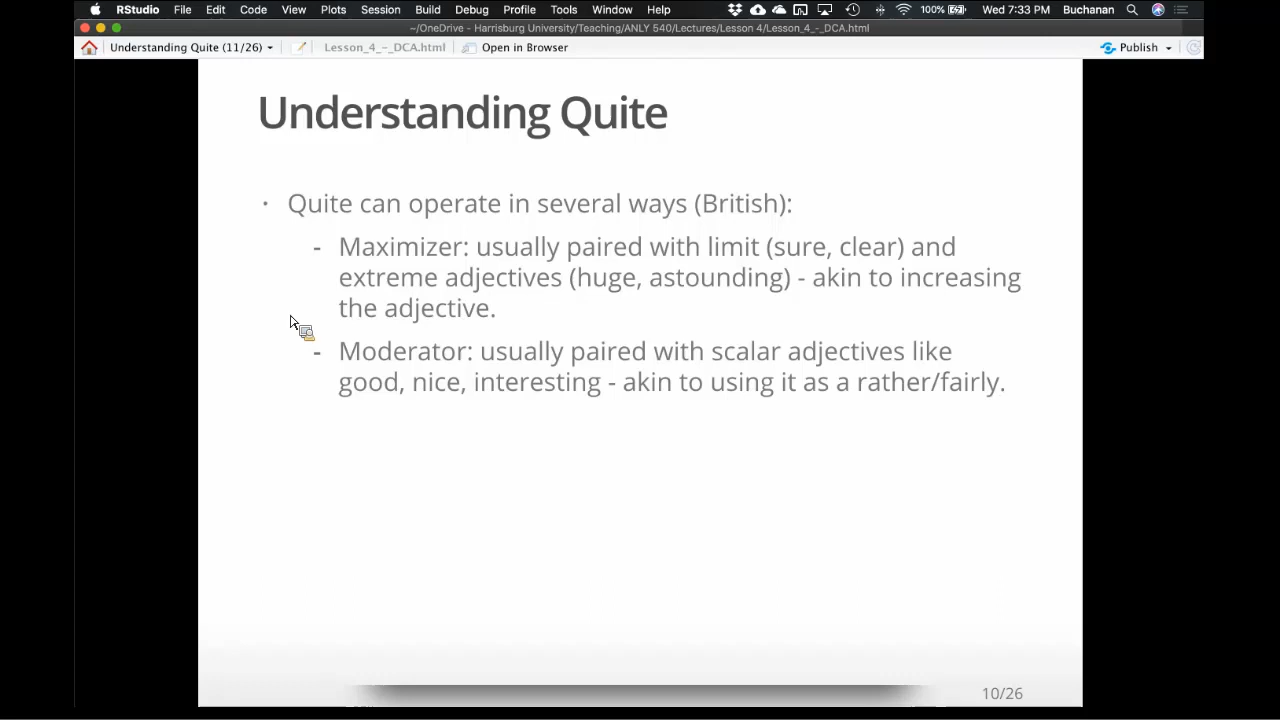 RStudio File Edit Code View Plots Session Build Debug Profile Tools Window Help 100% Wed 7:33 PM Buchanan
~/OneDrive - Harrisburg University/Teaching/ANLY 540/Lectures/Lesson 4/Lesson_4_-_DCA.html
Understanding Quite (11/26) Lesson_4_-_DCA.html Open in Browser Publish
Understanding Quite
· Quite can operate in several ways (British):
- Maximizer: usually paired with limit (sure, clear) and
extreme adjectives (huge, astounding) - akin to increasing
the adjective.
- Moderator: usually paired with scalar adjectives like
good, nice, interesting - akin to using it as a rather/fairly.
10/26